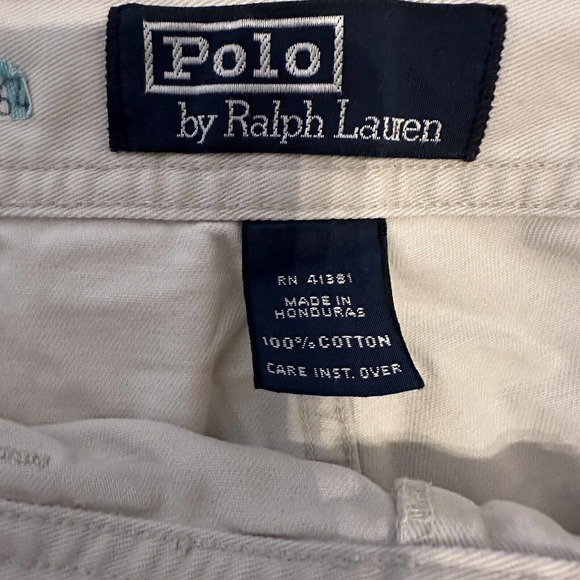 Polo
by Ralph Lauren
RN 41381
MADE IN
HONDURAS
100% COTTON
CARE INST. OVER